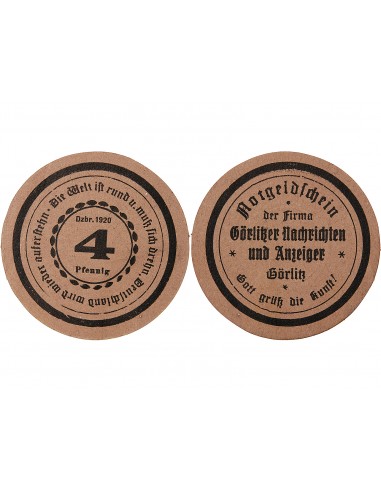 Die Welt ist rund u. muß sich drehn, Deutschland wird wieder auferstehn ·
Dzbr. 1920
4
Pfennig
Notgeldschein
der Firma
Görlitzer Nachrichten
und Anzeiger
Görlitz
Gott grüß die Kunst!